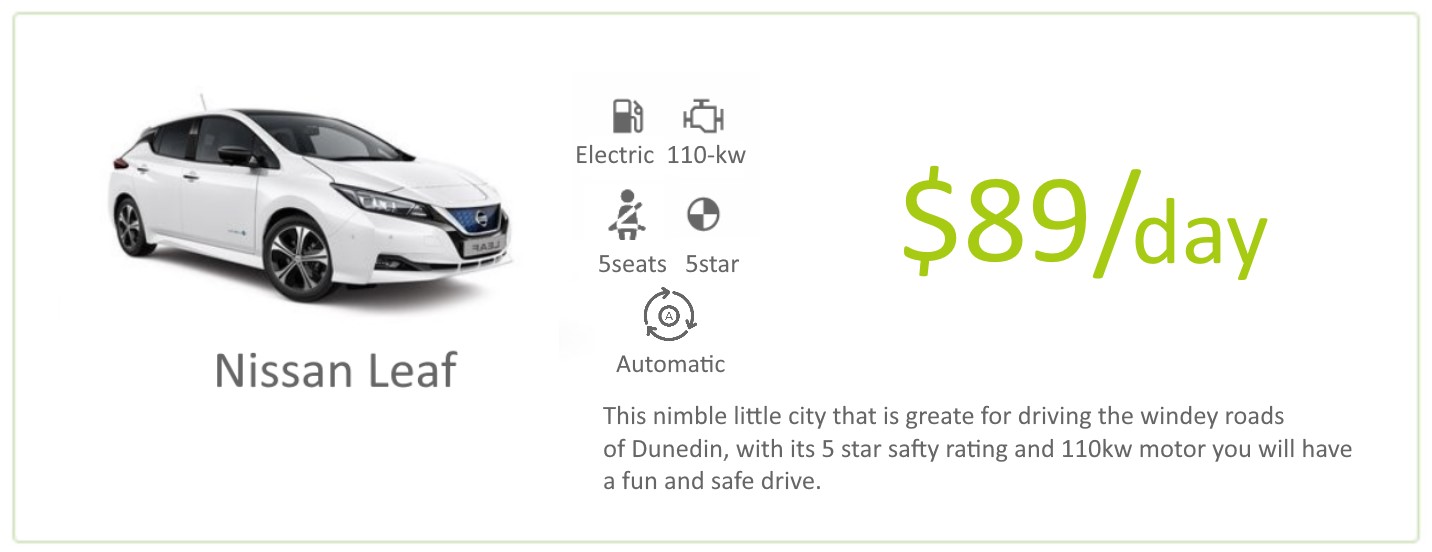 Electric 110-kw
$89/day
5seats 5star
A
Automatic
Nissan Leaf
This nimble little city that is greate for driving the windey roads
of Dunedin, with its 5 star safty rating and 110kw motor you will have
a fun and safe drive.